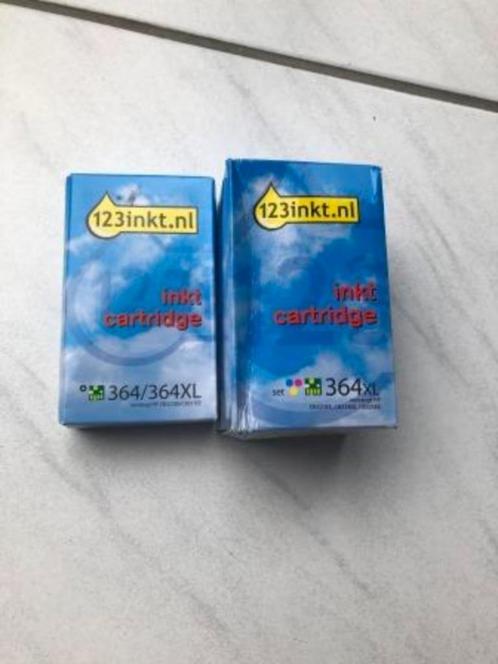 123inkt.nl
inkt
cartridge
364/364XL
123inkt.nl
inkt
cartridge
set
364XL